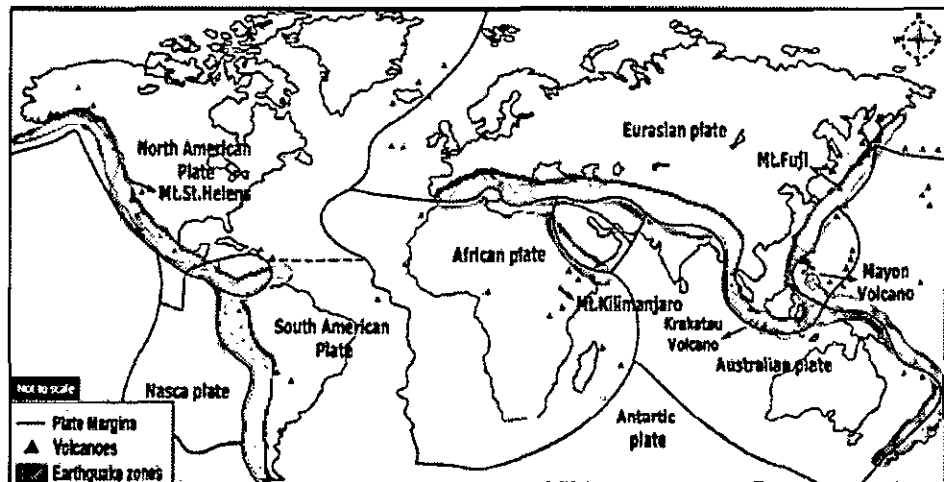 N
W
North American
Plate
Mt.St.Helens
Eurasian plate
Mt.Fuji
African plate
Mayon
Volcano
Mt.Kilimanjaro
Krakatau
Volcano
South American
Plate
Australian plate
Not to scale
Nasca plate
Antartic
plate
Plate Margins
Volcanoes
Earthquake zones